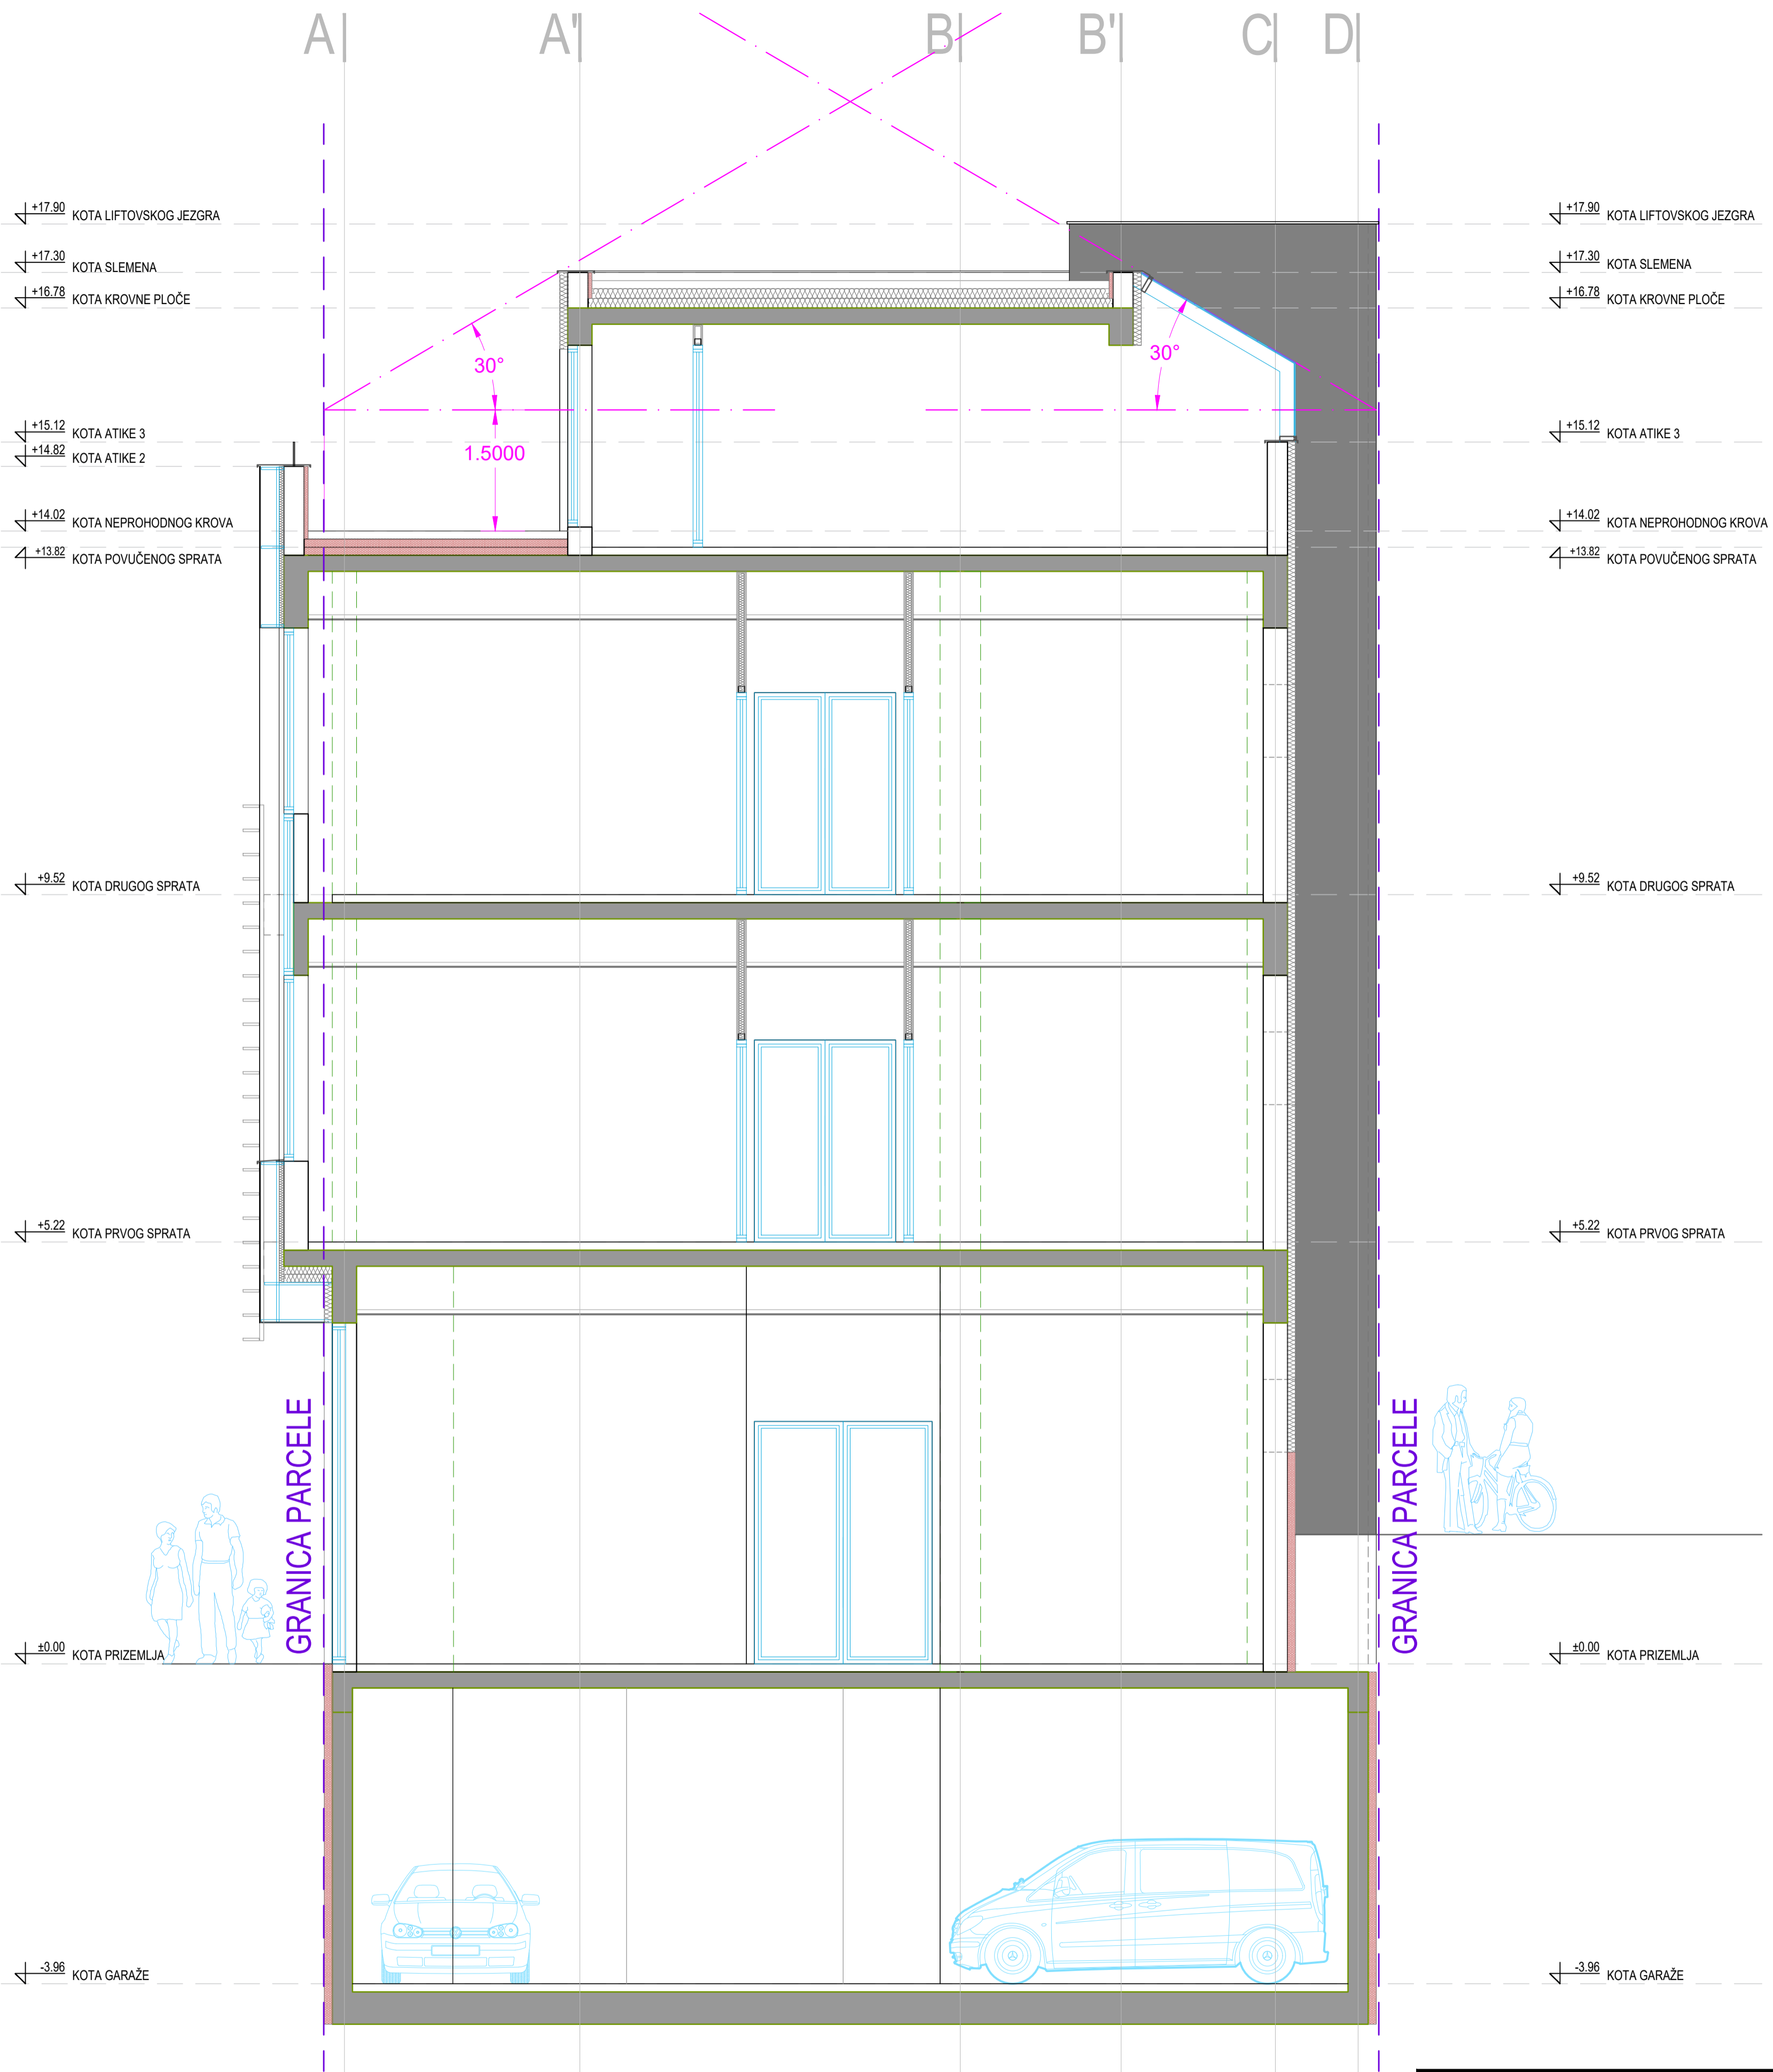 A A' B B' C D
+17.90 KOTA LIFTOVSKOG JEZGRA
+17.90 KOTA LIFTOVSKOG JEZGRA
+17.30 KOTA SLEMENA
+17.30 KOTA SLEMENA
+16.78 KOTA KROVNE PLOČE
+16.78 KOTA KROVNE PLOČE
30°
30°
+15.12 KOTA ATIKE 3
+15.12 KOTA ATIKE 3
1.5000
+14.82 KOTA ATIKE 2
+14.02 KOTA NEPROHODNOG KROVA
+14.02 KOTA NEPROHODNOG KROVA
+13.82 KOTA POVUČENOG SPRATA
+13.82 KOTA POVUČENOG SPRATA
+9.52 KOTA DRUGOG SPRATA
+9.52 KOTA DRUGOG SPRATA
+5.22 KOTA PRVOG SPRATA
+5.22 KOTA PRVOG SPRATA
GRANICA PARCELE
GRANICA PARCELE
±0.00 KOTA PRIZEMLJA
±0.00 KOTA PRIZEMLJA
-3.96 KOTA GARAŽE
-3.96 KOTA GARAŽE